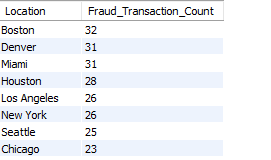 Location Fraud_Transaction_Count
Boston 32
Denver 31
Miami 31
Houston 28
Los Angeles 26
New York 26
Seattle 25
Chicago 23